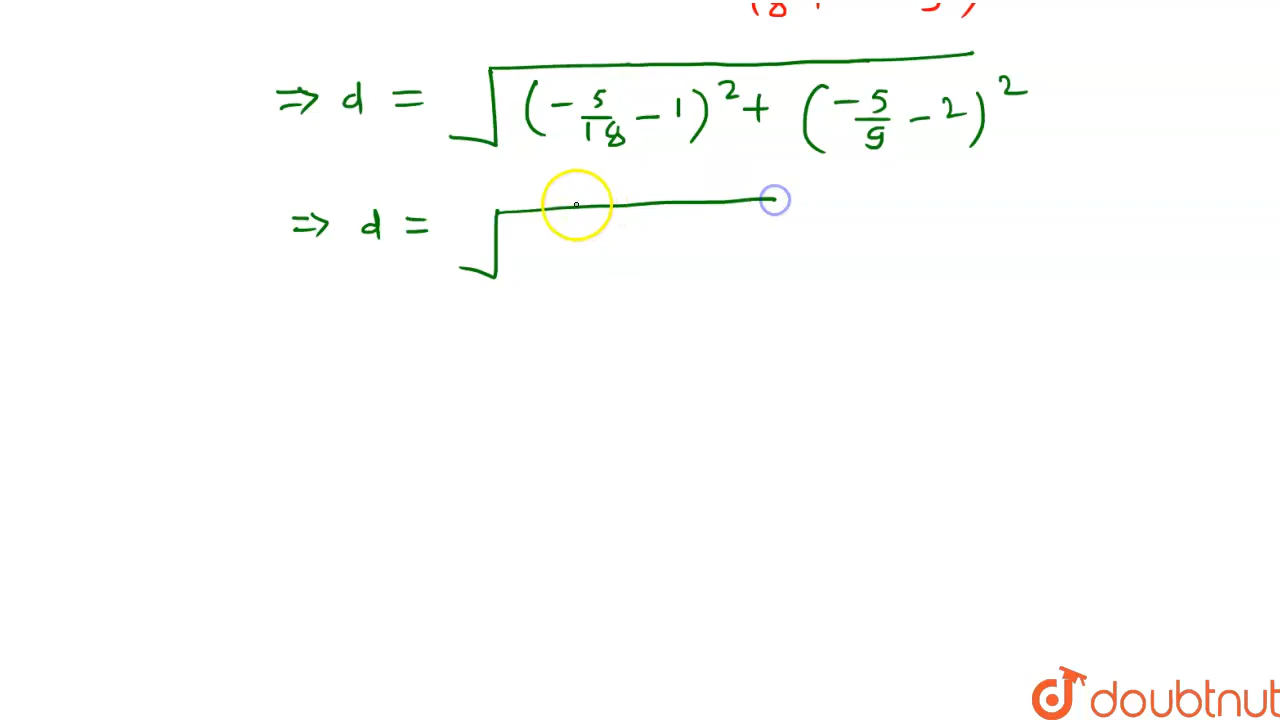 ⇒ d = √((-5/18 - 1)² + (-5/9 - 2)²)
⇒ d = √
doubtnut